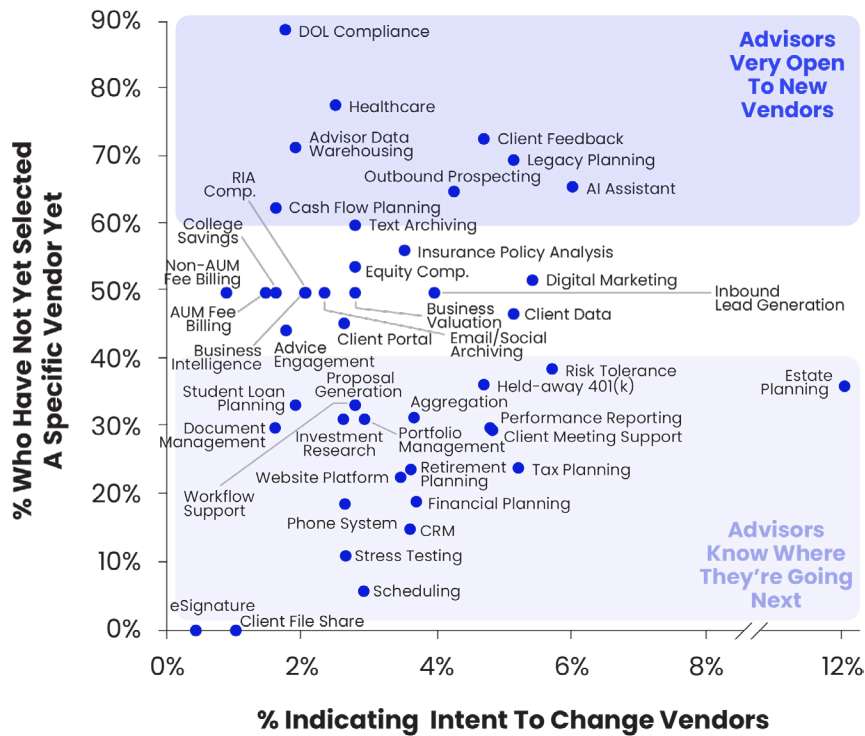 90%
80%
70%
60%
50%
40%
30%
20%
10%
0%
% Who Have Not Yet Selected
A Specific Vendor Yet
Advisors
Very Open
To New
Vendors
DOL Compliance
Healthcare
Advisor Data
Warehousing
Client Feedback
Legacy Planning
Outbound Prospecting
AI Assistant
RIA
Comp.
Cash Flow Planning
College
Savings
Text Archiving
Insurance Policy Analysis
Non-AUM
Fee Billing
Equity Comp.
Digital Marketing
Inbound
Lead Generation
AUM Fee
Billing
Business
Valuation
Client Data
Client Portal
Email/Social
Archiving
Business
Intelligence
Advice
Engagement
Risk Tolerance
Held-away 401(k)
Estate
Planning
Proposal
Generation
Student Loan
Planning
Aggregation
Performance Reporting
Client Meeting Support
Document
Management
Investment
Research
Portfolio
Management
Website Platform
Retirement
Planning
Tax Planning
Workflow
Support
Financial Planning
Phone System
CRM
Stress Testing
Scheduling
Advisors
Know Where
They're Going
Next
eSignature
Client File Share
0%
2%
4%
6%
8%
12%
% Indicating Intent To Change Vendors